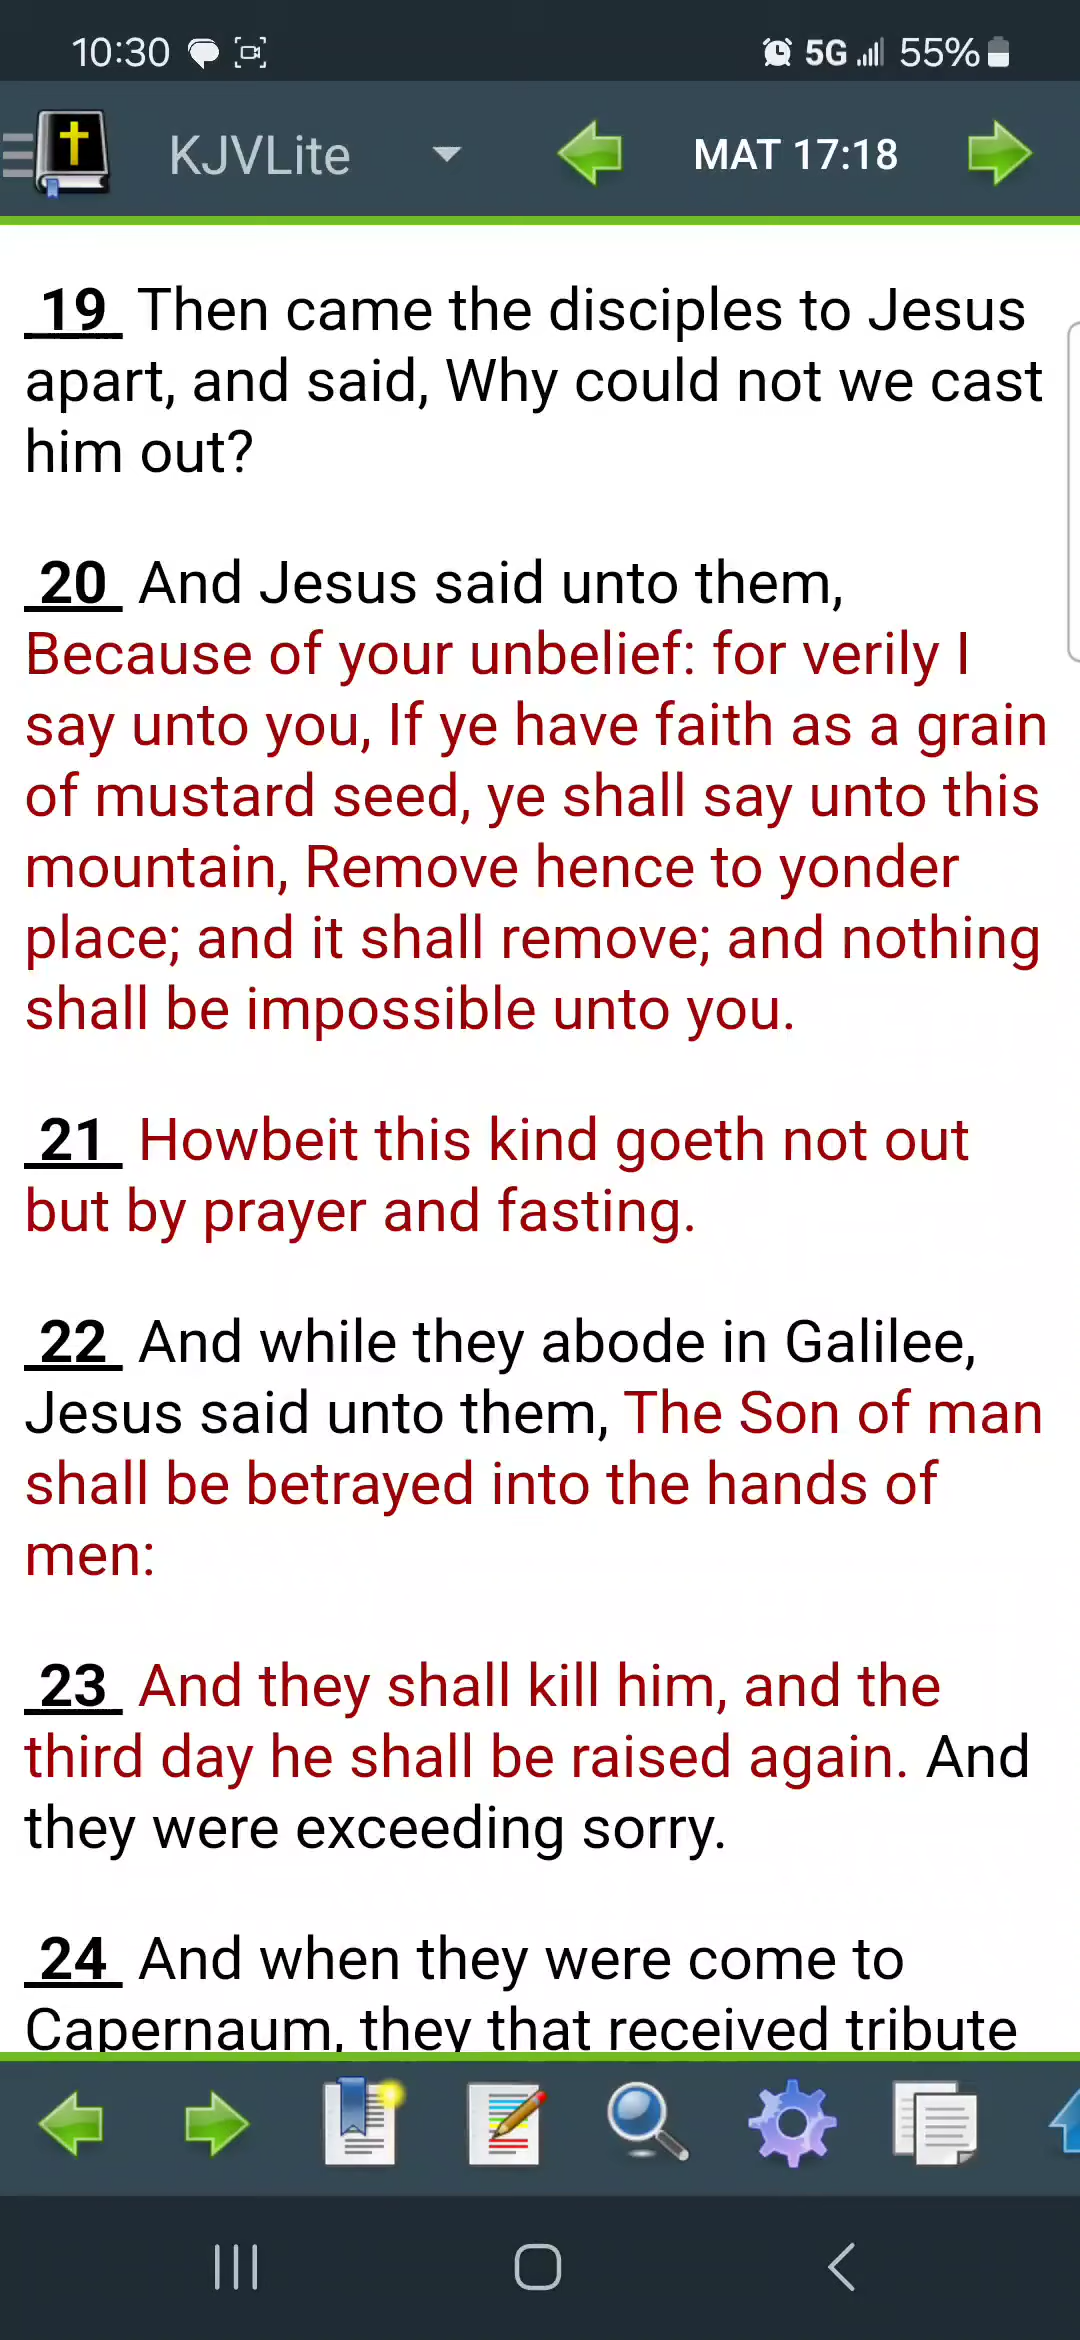 10:30 5G 55%
KJVLite MAT 17:18
19 Then came the disciples to Jesus
apart, and said, Why could not we cast
him out?
20 And Jesus said unto them,
Because of your unbelief: for verily I
say unto you, If ye have faith as a grain
of mustard seed, ye shall say unto this
mountain, Remove hence to yonder
place; and it shall remove; and nothing
shall be impossible unto you.
21 Howbeit this kind goeth not out
but by prayer and fasting.
22 And while they abode in Galilee,
Jesus said unto them, The Son of man
shall be betrayed into the hands of
men:
23 And they shall kill him, and the
third day he shall be raised again. And
they were exceeding sorry.
24 And when they were come to
Capernaum, they that received tribute